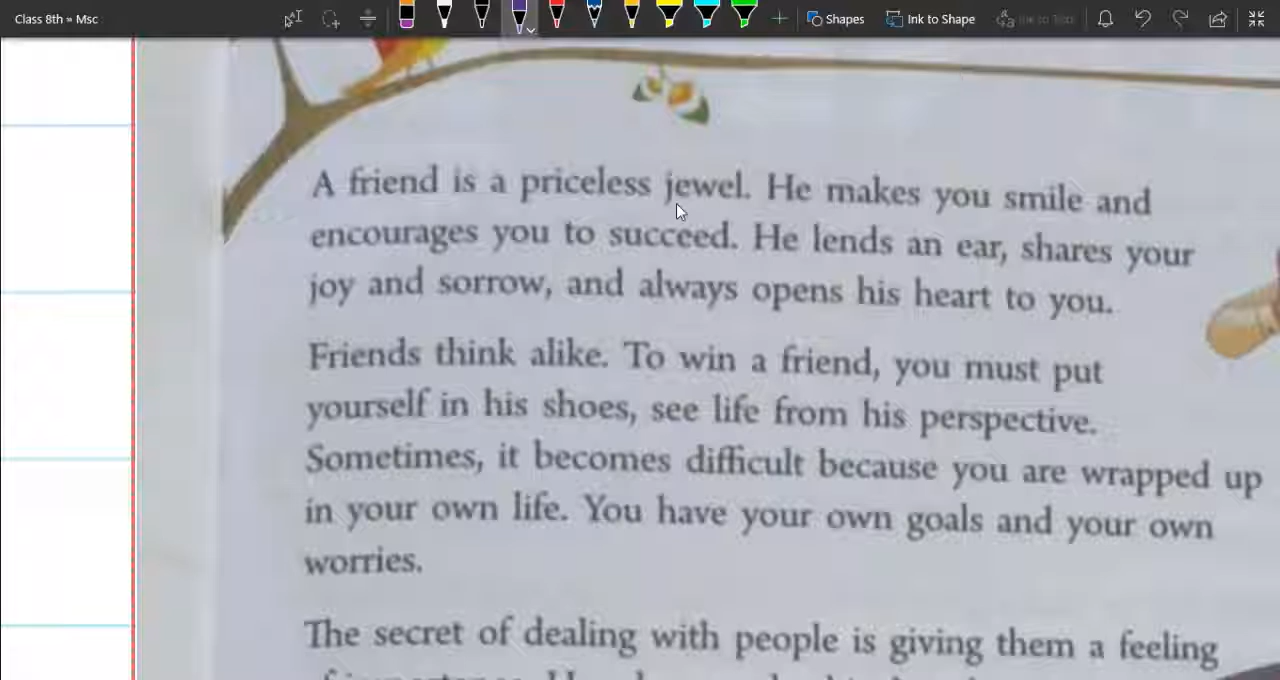 Class 8th » Msc
Shapes
Ink to Shape
Ink to Text
A friend is a priceless jewel. He makes you smile and
encourages you to succeed. He lends an ear, shares your
joy and sorrow, and always opens his heart to you.
Friends think alike. To win a friend, you must put
yourself in his shoes, see life from his perspective.
Sometimes, it becomes difficult because you are wrapped up
in your own life. You have your own goals and your own
worries.
The secret of dealing with people is giving them a feeling